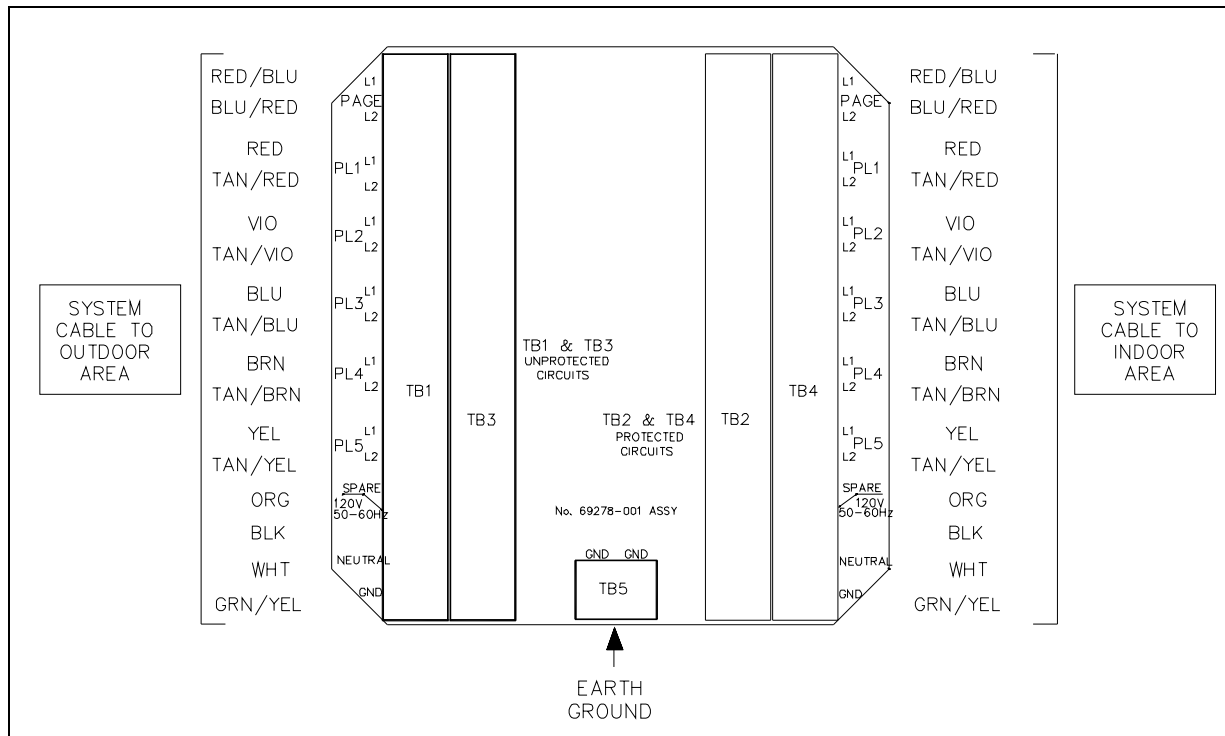 RED/BLU
BLU/RED
RED
TAN/RED
VIO
TAN/VIO
BLU
TAN/BLU
BRN
TAN/BRN
YEL
TAN/YEL
ORG
BLK
WHT
GRN/YEL
SYSTEM
CABLE TO
OUTDOOR
AREA
L1
PAGE
L2
PL1 L1
L2
PL2 L1
L2
PL3 L1
L2
PL4 L1
L2
PL5 L1
L2
SPARE
120V
50-60Hz
NEUTRAL
GND
TB1
TB3
TB1 & TB3
UNPROTECTED
CIRCUITS
TB2 & TB4
PROTECTED
CIRCUITS
No. 69278-001 ASSY
GND GND
TB5
EARTH
GROUND
TB2
TB4
L1
PAGE
L2
L1 PL1
L2
L1 PL2
L2
L1 PL3
L2
L1 PL4
L2
L1 PL5
L2
SPARE
120V
50-60Hz
NEUTRAL
GND
RED/BLU
BLU/RED
RED
TAN/RED
VIO
TAN/VIO
BLU
TAN/BLU
BRN
TAN/BRN
YEL
TAN/YEL
ORG
BLK
WHT
GRN/YEL
SYSTEM
CABLE TO
INDOOR
AREA